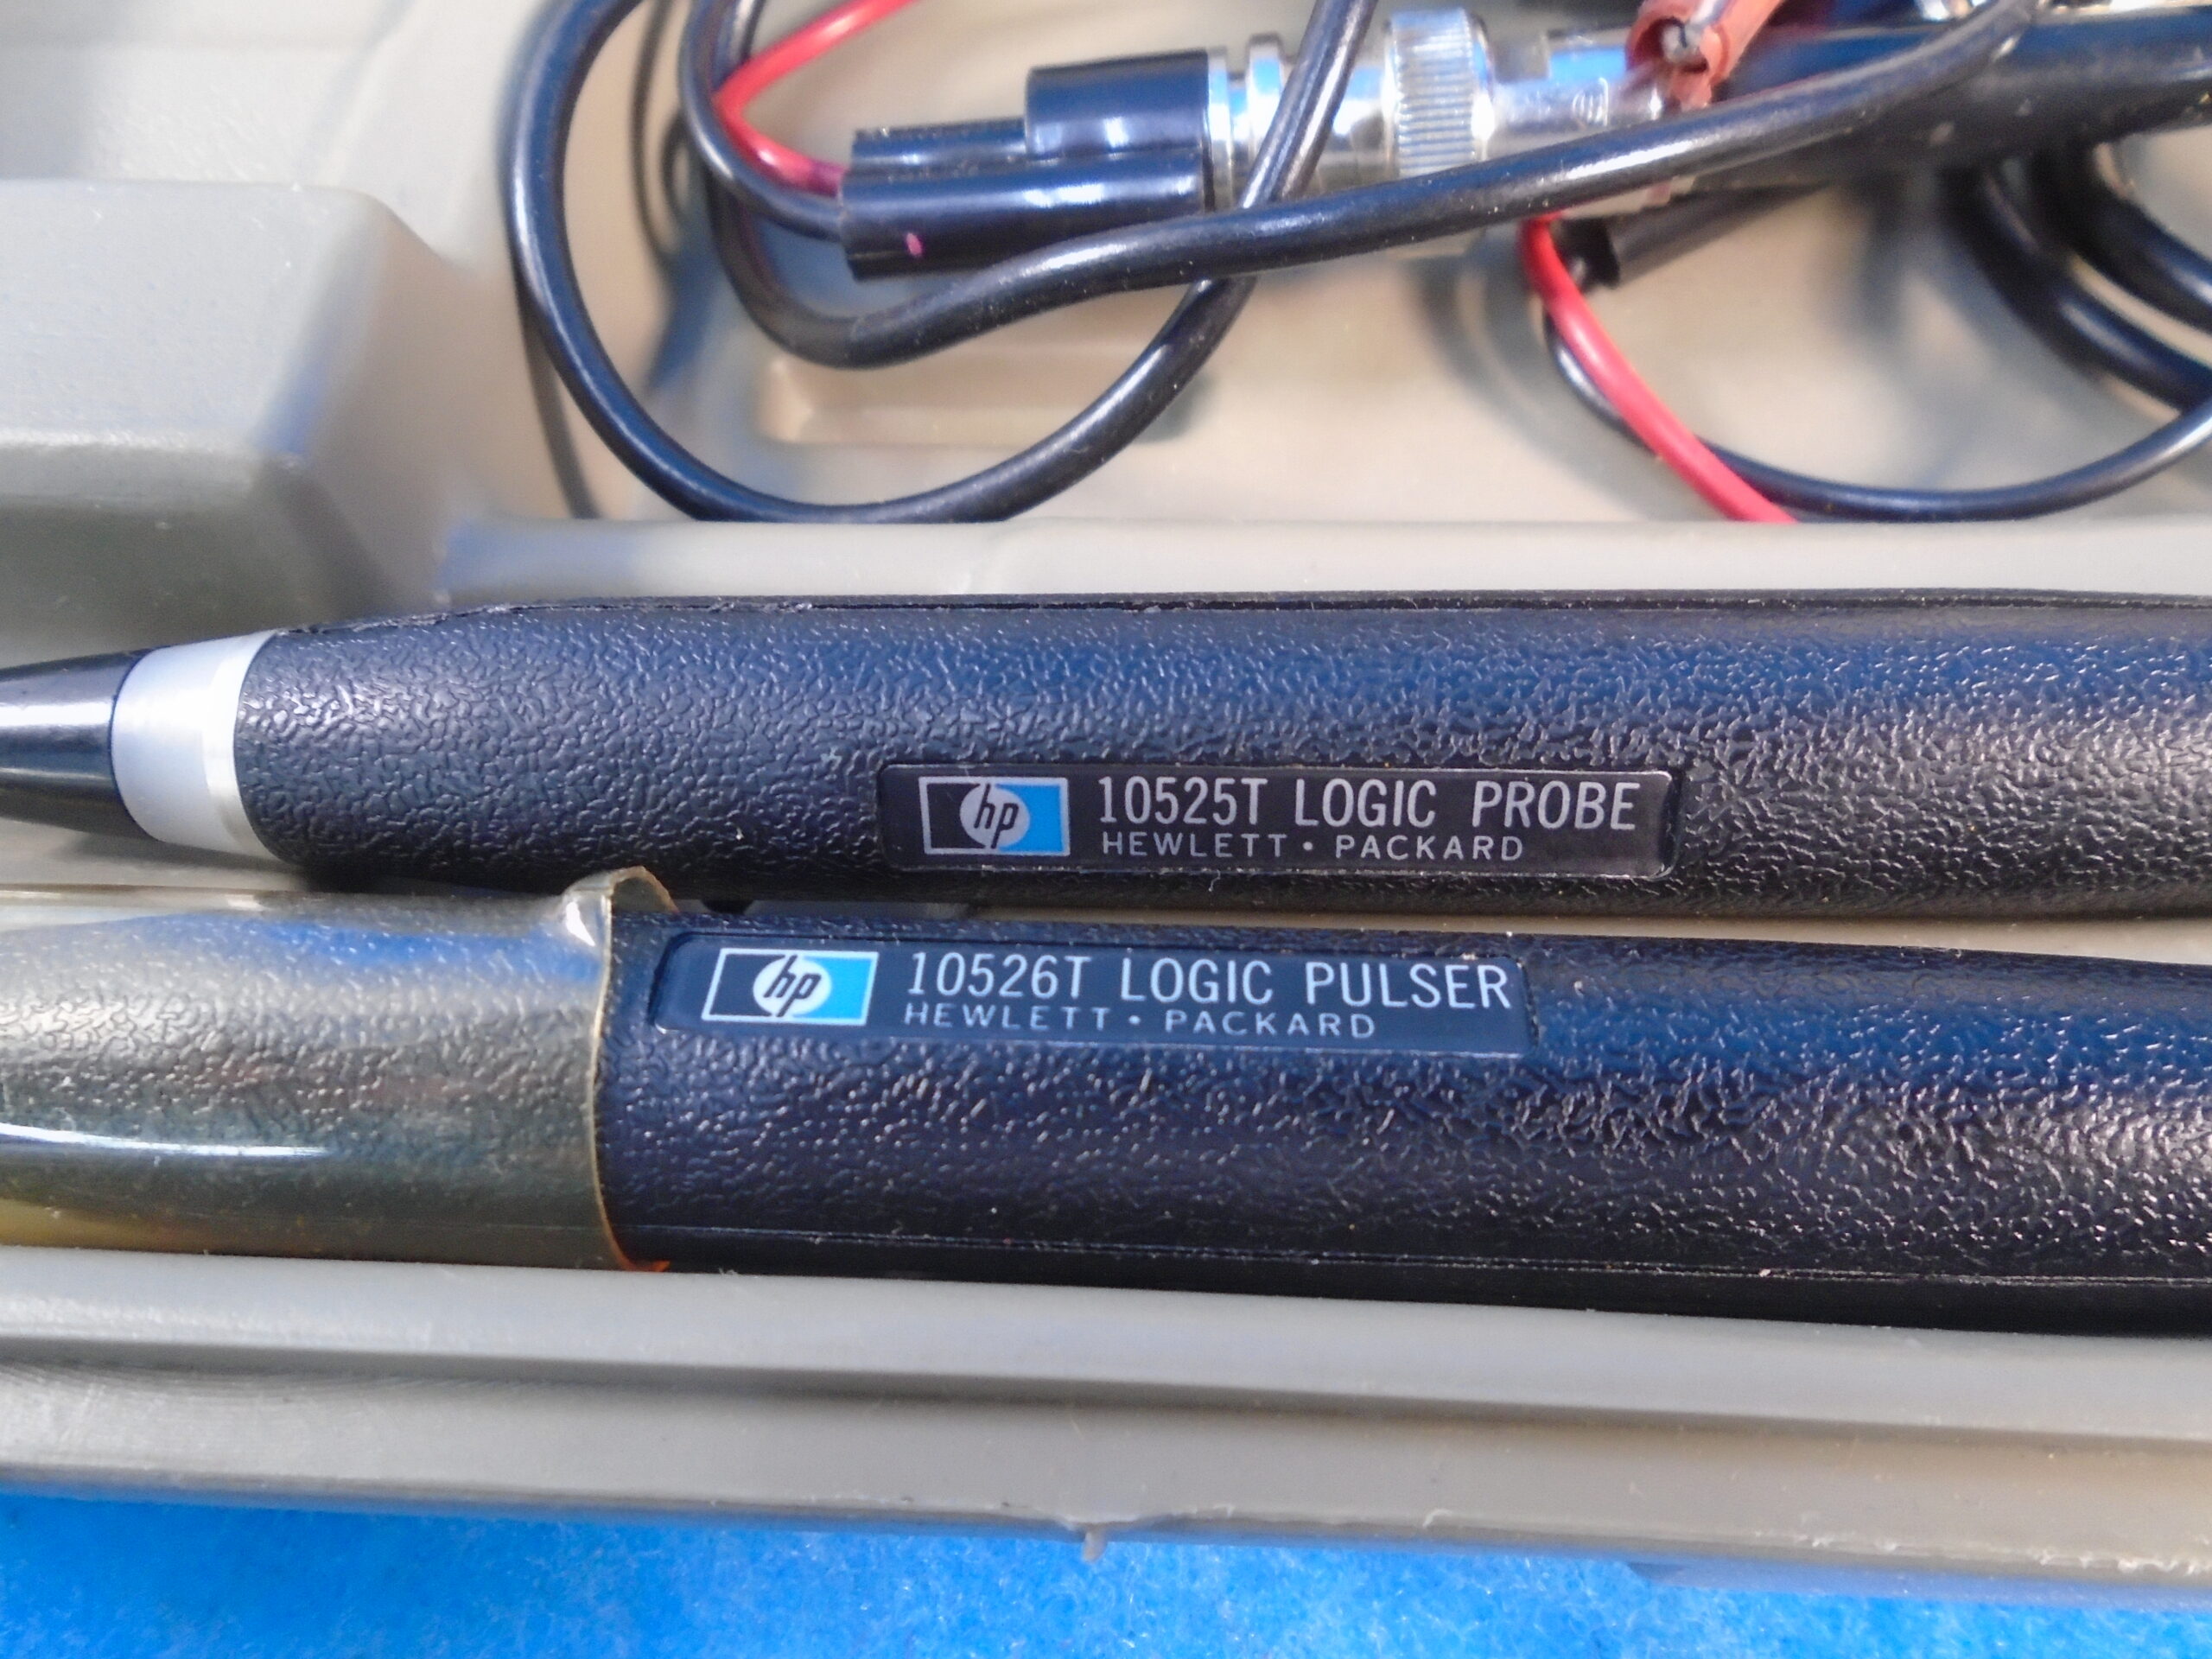 hp 10525T LOGIC PROBE
HEWLETT • PACKARD
hp 10526T LOGIC PULSER
HEWLETT • PACKARD